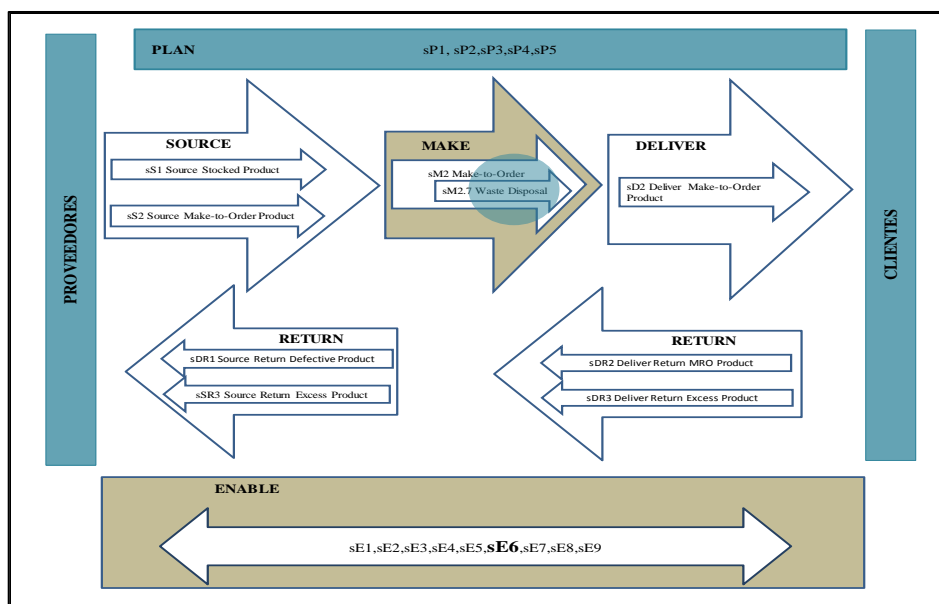 PLAN
sP1, sP2,sP3,sP4,sP5
PROVEEDORES
SOURCE
sS1 Source Stocked Product
sS2 Source Make-to-Order Product
MAKE
sM2 Make-to-Order
sM2.7 Waste Disposal
DELIVER
sD2 Deliver Make-to-Order
Product
CLIENTES
RETURN
sDR1 Source Return Defective Product
sSR3 Source Return Excess Product
RETURN
sDR2 Deliver Return MRO Product
sDR3 Deliver Return Excess Product
ENABLE
sE1,sE2,sE3,sE4,sE5,sE6,sE7,sE8,sE9